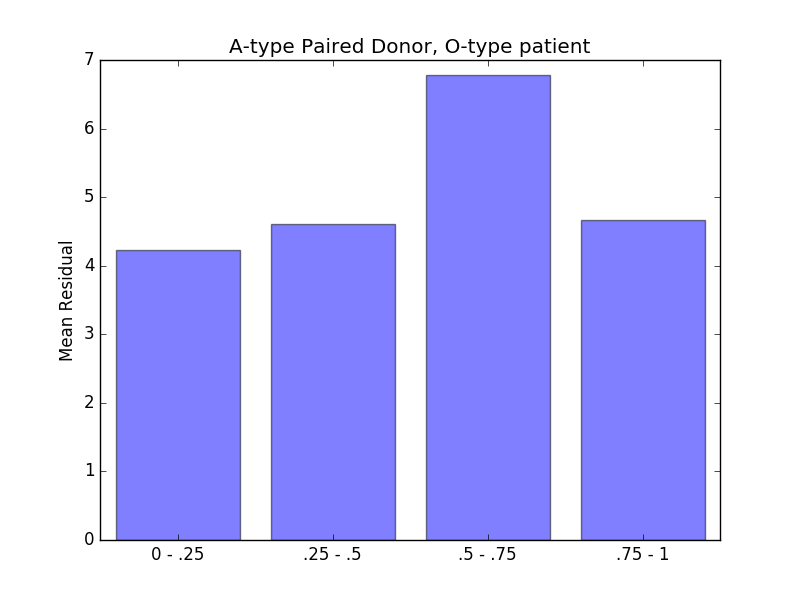 A-type Paired Donor, O-type patient
7
6
5
4
3
2
1
0
Mean Residual
0 - .25
.25 - .5
.5 - .75
.75 - 1